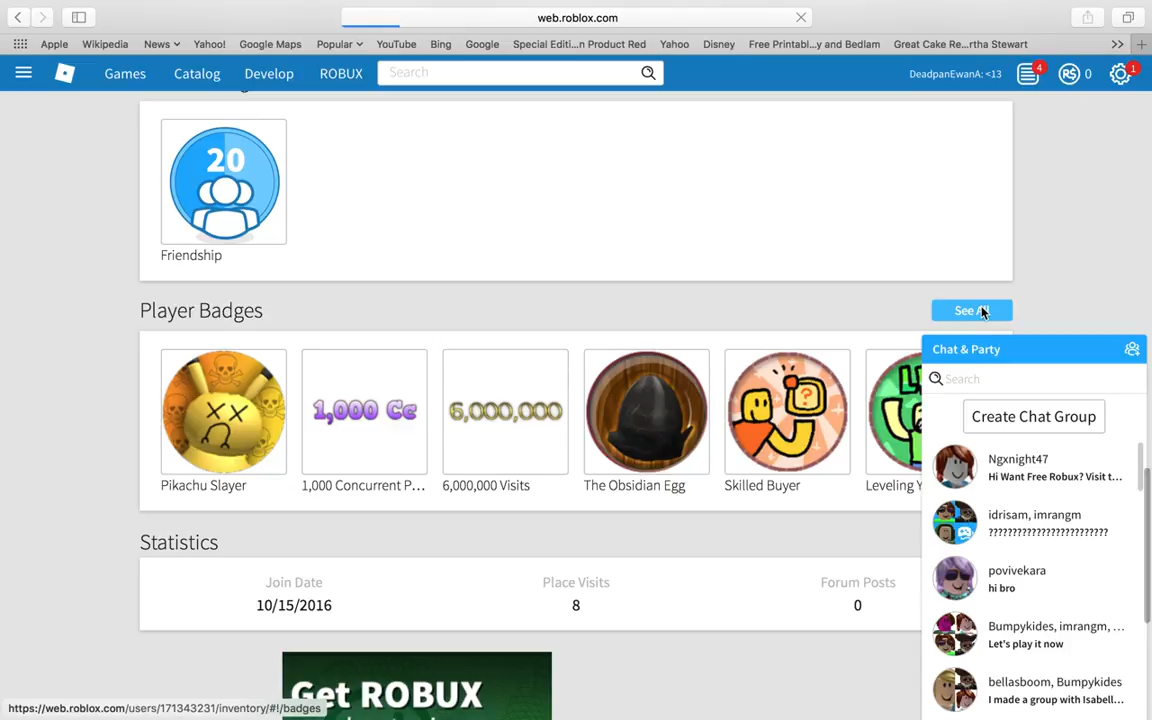 web.roblox.com
Apple Wikipedia News Yahoo! Google Maps Popular YouTube Bing Google Special Editi...n Product Red Yahoo Disney Free Printabl...y and Bedlam Great Cake Re...rtha Stewart
Games Catalog Develop ROBUX Search DeadpanEwanA: <13 4 R$ 0 1
20
Friendship
Player Badges
See All
1,000 Cc
6,000,000
Pikachu Slayer
1,000 Concurrent P...
6,000,000 Visits
The Obsidian Egg
Skilled Buyer
Leveling
Statistics
Join Date
Place Visits
Forum Posts
10/15/2016
8
0
Get ROBUX
Chat & Party
Search
Create Chat Group
Ngxnight47
Hi Want Free Robux? Visit t...
idrisam, imrangm
????????????????????????
povivekara
hi bro
Bumpykides, imrangm, ...
Let's play it now
bellasboom, Bumpykides
I made a group with Isabell...
https://web.roblox.com/users/171343231/inventory/#!/badges